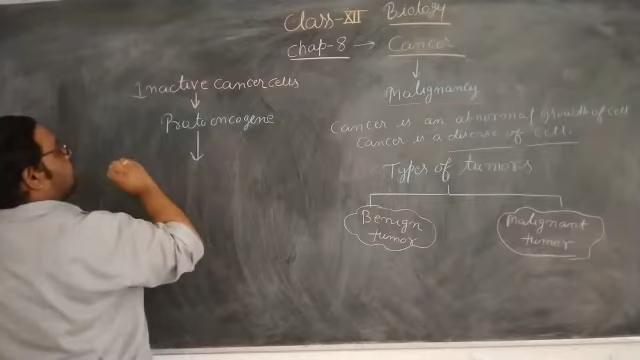 Class-XII Biology
Chap-8 → Cancer
Inactive cancer cells
Malignancy
Protooncogene
Cancer is an abnormal growth of cell
Cancer is a disease of cell.
Types of tumors
Benign tumor
Malignant tumor